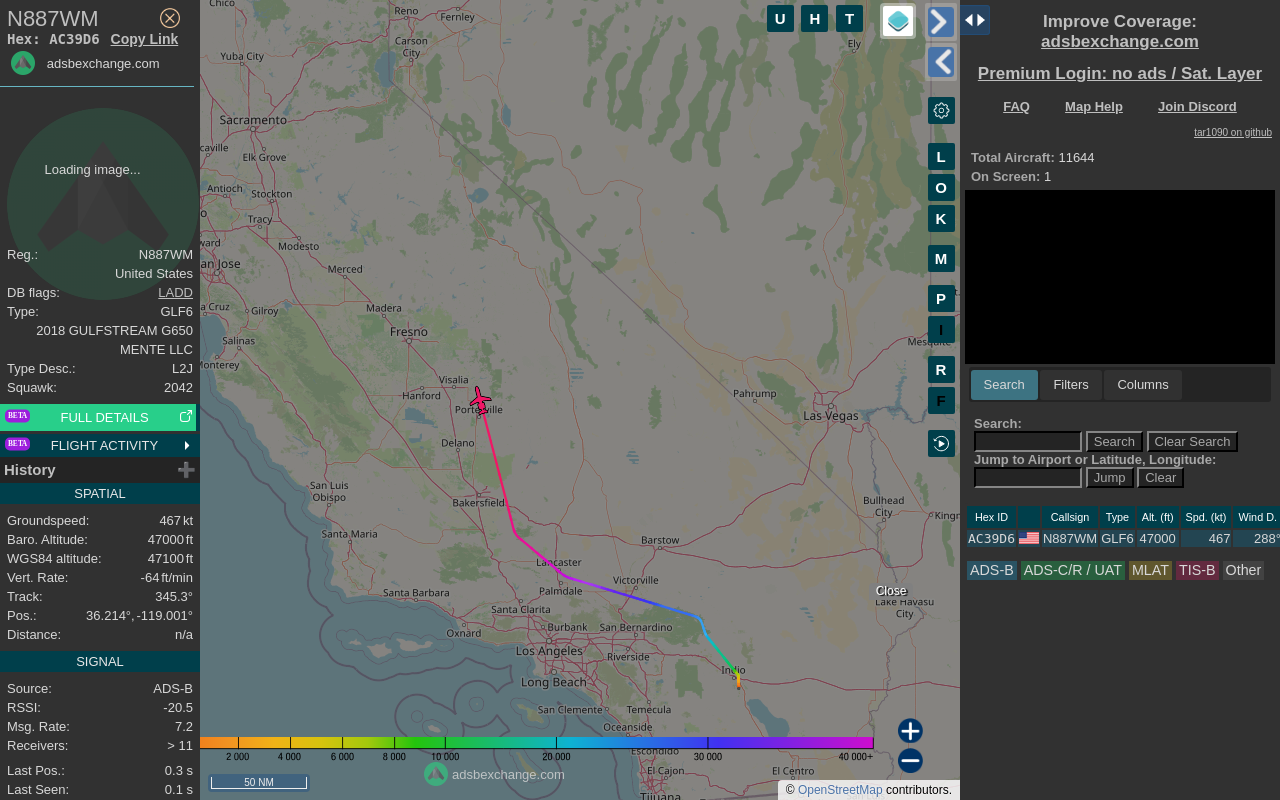 N887WM
Hex: AC39D6 Copy Link
adsbexchange.com
Loading image...
Reg.: N887WM
United States
DB flags: LADD
Type: GLF6
2018 GULFSTREAM G650
MENTE LLC
Type Desc.: L2J
Squawk: 2042
BETA FULL DETAILS
BETA FLIGHT ACTIVITY
History
SPATIAL
Groundspeed: 467 kt
Baro. Altitude: 47000 ft
WGS84 altitude: 47100 ft
Vert. Rate: -64 ft/min
Track: 345.3°
Pos.: 36.214°, -119.001°
Distance: n/a
SIGNAL
Source: ADS-B
RSSI: -20.5
Msg. Rate: 7.2
Receivers: > 11
Last Pos.: 0.3 s
Last Seen: 0.1 s
Chico
Reno
Fernley
Carson
City
Yuba City
Ely
Sacramento
Elk Grove
Antioch
Stockton
Tracy
Modesto
Merced
Gilroy
Madera
Salinas
Monterey
Fresno
Visalia
Hanford
Porterville
Delano
Pahrump
Las Vegas
San Luis
Obispo
Bakersfield
Bullhead
City
Santa Maria
Barstow
Lancaster
Palmdale
Victorville
Santa Barbara
Santa Clarita
Lake Havasu
City
Oxnard
Burbank
San Bernardino
Los Angeles
Riverside
Indio
Long Beach
San Clemente
Temecula
Oceanside
Escondido
El Cajon
El Centro
Tijuana
Close
U H T
L
O
K
M
P
I
R
F
2 000 4 000 6 000 8 000 10 000 20 000 30 000 40 000+
adsbexchange.com
50 NM
© OpenStreetMap contributors.
Improve Coverage:
adsbexchange.com
Premium Login: no ads / Sat. Layer
FAQ Map Help Join Discord
tar1090 on github
Total Aircraft: 11644
On Screen: 1
Search Filters Columns
Search:
Search Clear Search
Jump to Airport or Latitude, Longitude:
Jump Clear
Hex ID Callsign Type Alt. (ft) Spd. (kt) Wind D.
AC39D6 N887WM GLF6 47000 467 288°
ADS-B ADS-C/R / UAT MLAT TIS-B Other